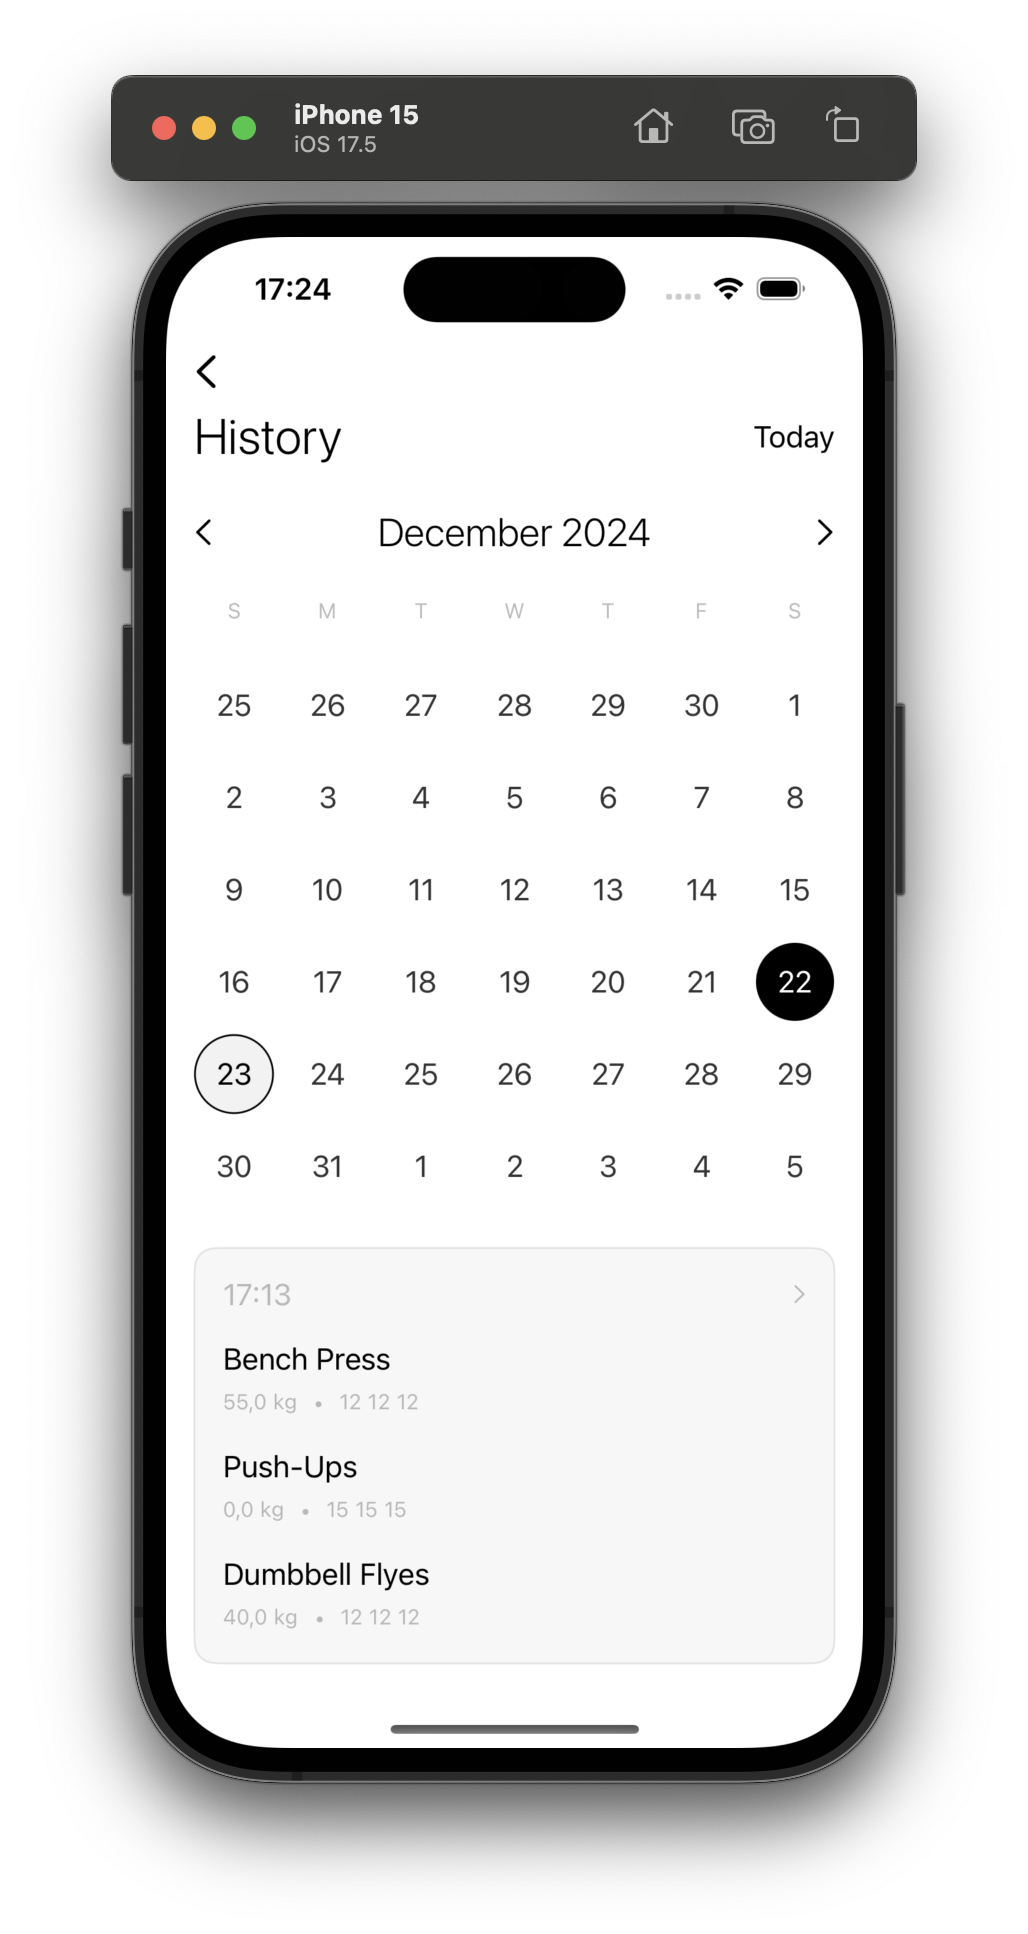 iPhone 15
iOS 17.5
17:24
History
Today
December 2024
S M T W T F S
25 26 27 28 29 30 1
2 3 4 5 6 7 8
9 10 11 12 13 14 15
16 17 18 19 20 21 22
23 24 25 26 27 28 29
30 31 1 2 3 4 5
17:13
Bench Press
55,0 kg • 12 12 12
Push-Ups
0,0 kg • 15 15 15
Dumbbell Flyes
40,0 kg • 12 12 12